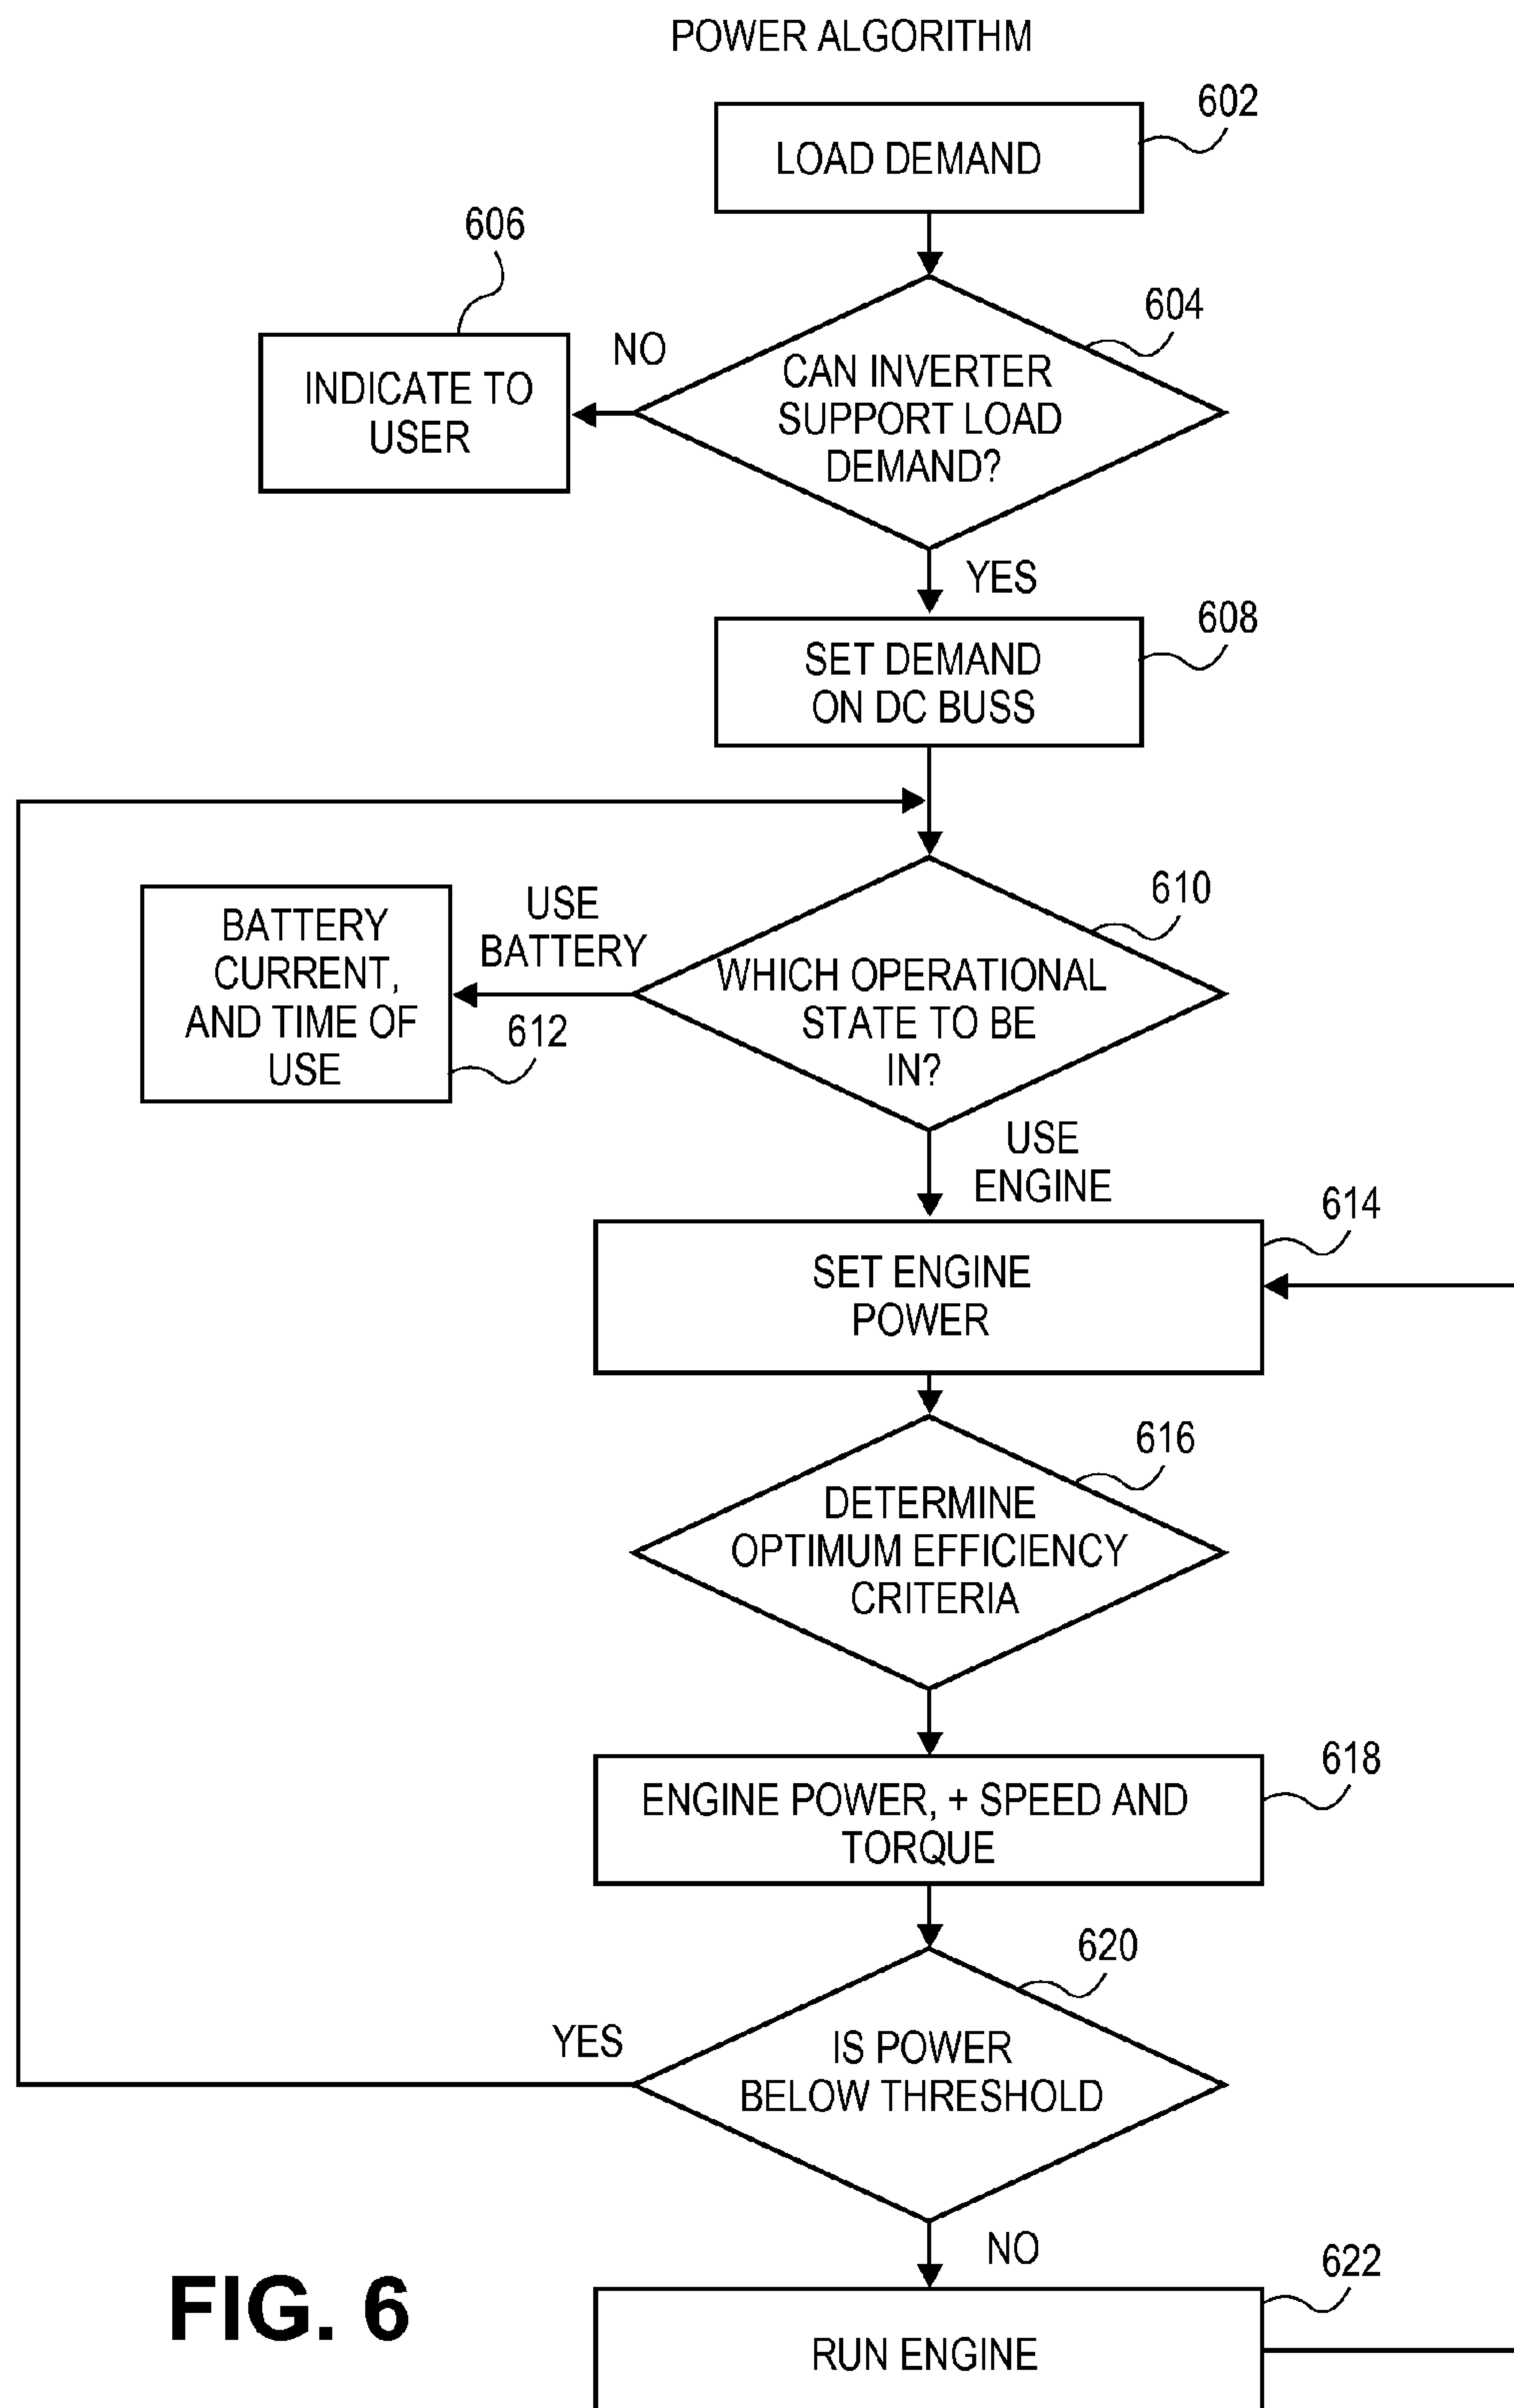 POWER ALGORITHM
602
LOAD DEMAND
606
604
NO
INDICATE TO
USER
CAN INVERTER
SUPPORT LOAD
DEMAND?
YES
608
SET DEMAND
ON DC BUSS
610
USE
BATTERY
BATTERY
CURRENT,
AND TIME OF
USE
612
WHICH OPERATIONAL
STATE TO BE
IN?
USE
ENGINE
614
SET ENGINE
POWER
616
DETERMINE
OPTIMUM EFFICIENCY
CRITERIA
618
ENGINE POWER, + SPEED AND
TORQUE
620
YES
IS POWER
BELOW THRESHOLD
NO
622
RUN ENGINE
FIG. 6